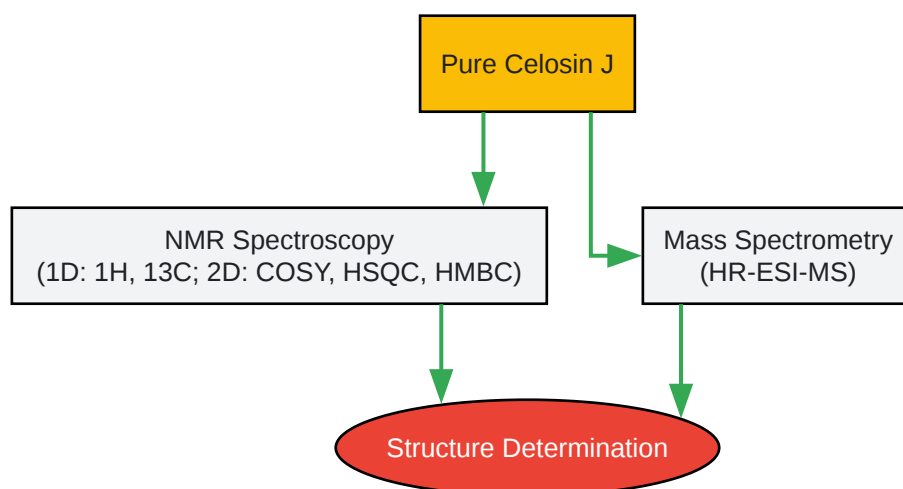 Pure Celosin J
NMR Spectroscopy
(1D: 1H, 13C; 2D: COSY, HSQC, HMBC)
Mass Spectrometry
(HR-ESI-MS)
Structure Determination